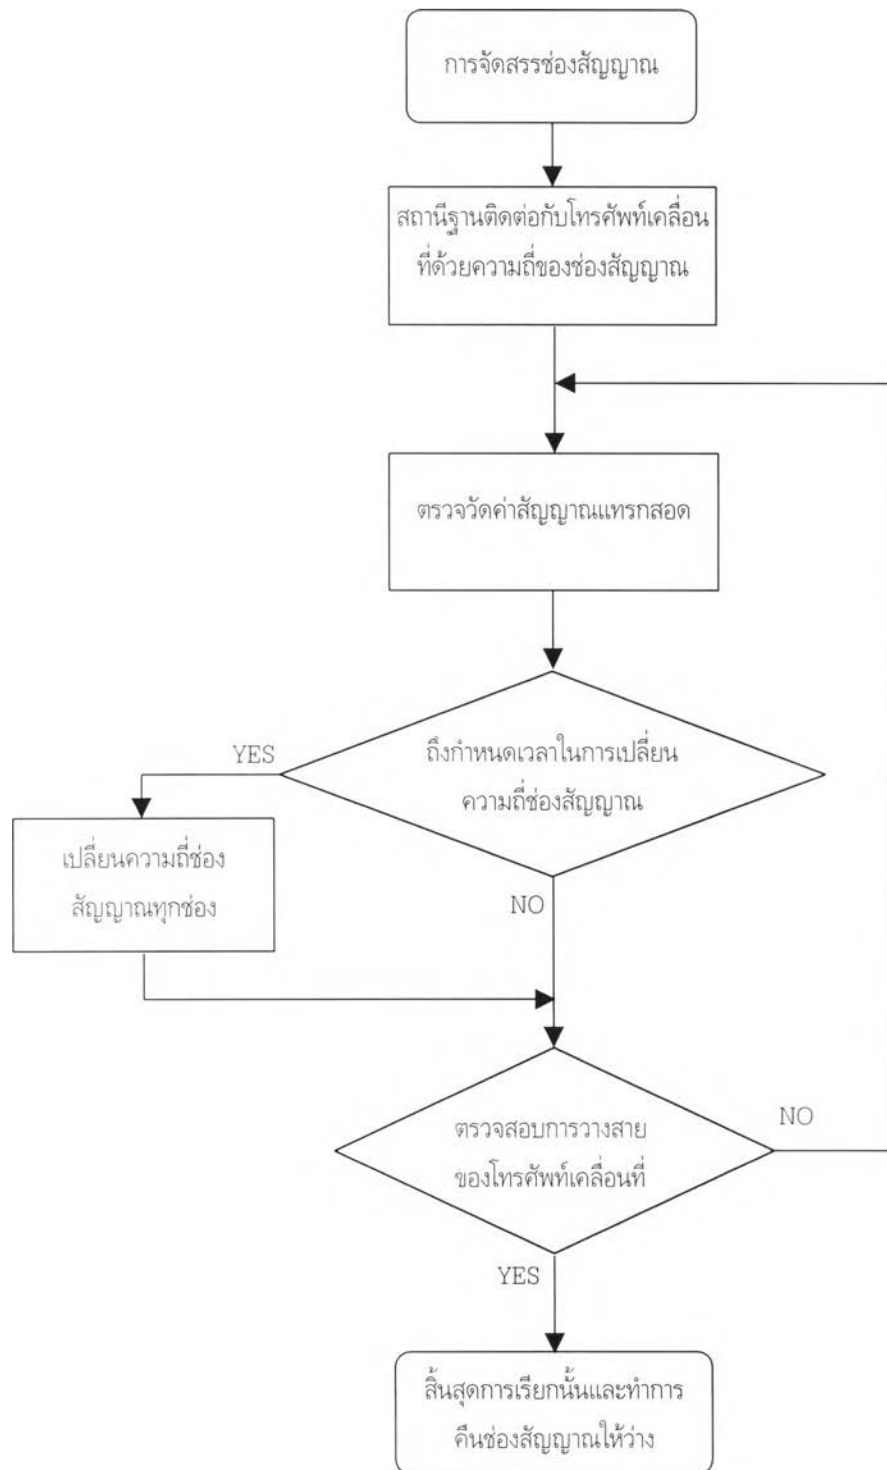 การจัดสรรช่องสัญญาณ
สถานีฐานติดต่อกับโทรศัพท์เคลื่อน
ที่ด้วยความถี่ของช่องสัญญาณ
ตรวจวัดค่าสัญญาณแทรกสอด
YES
ถึงกำหนดเวลาในการเปลี่ยน
ความถี่ช่องสัญญาณ
เปลี่ยนความถี่ช่อง
สัญญาณทุกช่อง
NO
ตรวจสอบการวางสาย
ของโทรศัพท์เคลื่อนที่
NO
YES
สิ้นสุดการเรียกนั้นและทำการ
คืนช่องสัญญาณให้ว่าง